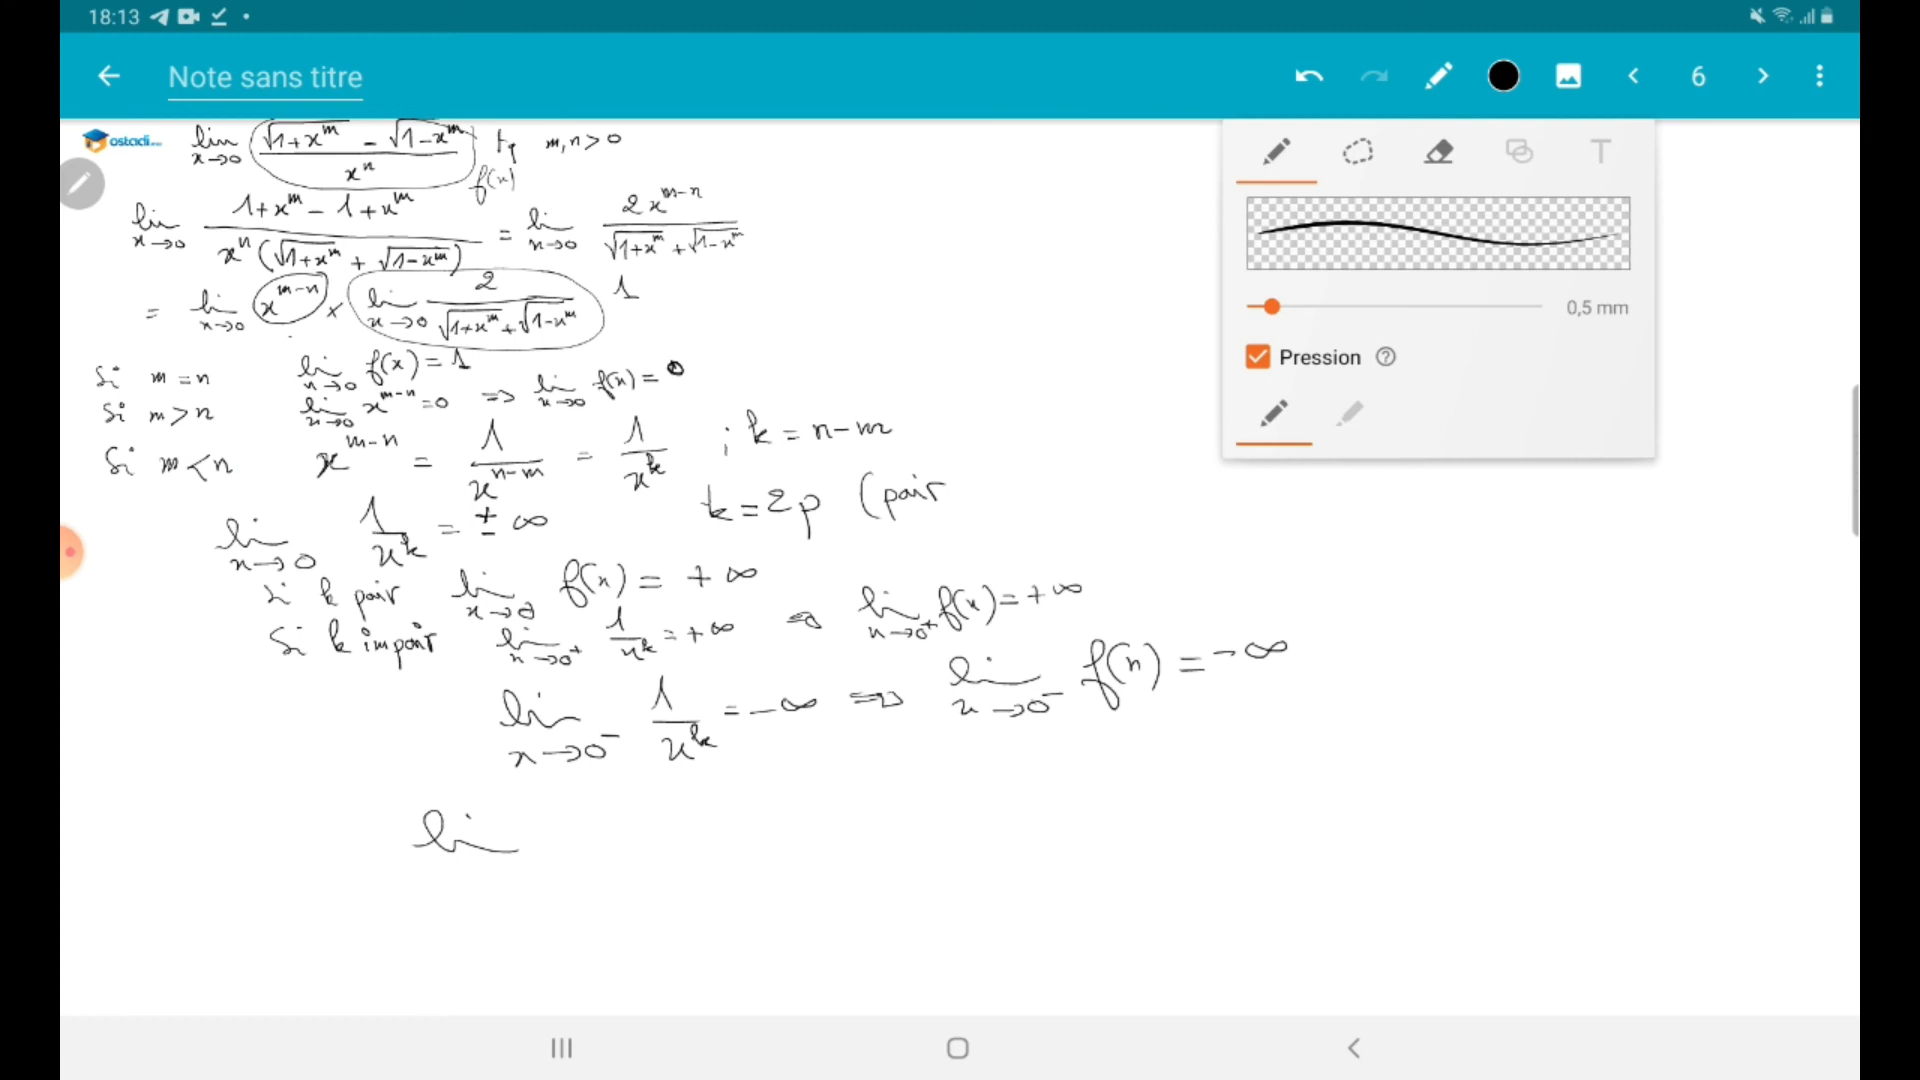 18:13
Note sans titre
6
ostadi
lim x→0 (√(1+x^m) − √(1−x^m)) / x^n tq m,n > 0
f(x)
lim x→0 (1+x^m − 1+x^m) / (x^n (√(1+x^m) + √(1−x^m))) = lim x→0 2x^(m−n) / (√(1+x^m) + √(1−x^m))
= lim x→0 x^(m−n) × lim x→0 2 / (√(1+x^m) + √(1−x^m)) 1
Si m = n lim x→0 f(x) = 1
Si m > n lim x→0 x^(m−n) = 0 => lim x→0 f(x) = 0
Si m < n x^(m−n) = 1/x^(n−m) = 1/x^k ; k = n−m
k = 2p (pair
lim x→0 1/x^k = ± ∞
Si k pair lim x→0 f(x) = +∞
Si k impair lim x→0⁺ 1/x^k = +∞ => lim x→0⁺ f(x) = +∞
lim x→0⁻ 1/x^k = −∞ => lim x→0⁻ f(x) = −∞
lim
T
0,5 mm
Pression